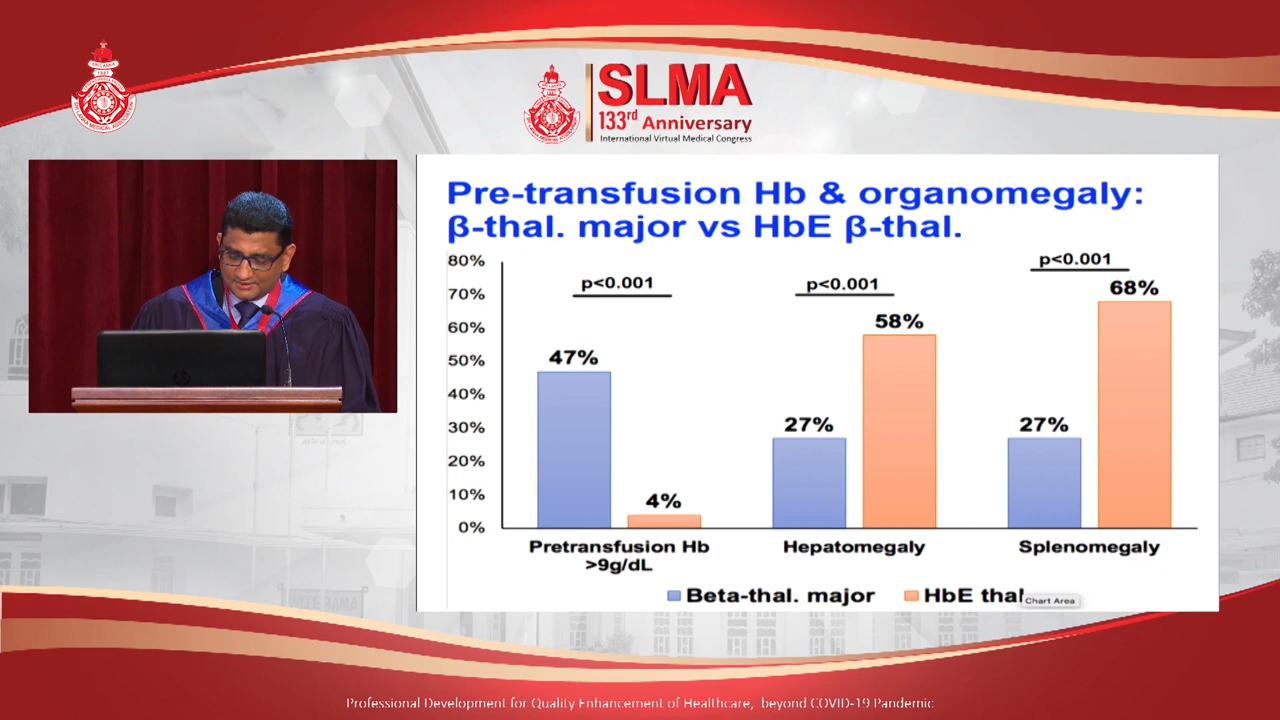 SLMA
133rd Anniversary
International Virtual Medical Congress
Pre-transfusion Hb & organomegaly:
β-thal. major vs HbE β-thal.
80%
70%
60%
50%
40%
30%
20%
10%
0%
p<0.001
p<0.001
p<0.001
47%
4%
27%
58%
27%
68%
Pretransfusion Hb
>9g/dL
Hepatomegaly
Splenomegaly
Beta-thal. major
HbE thal
Chart Area
Professional Development for Quality Enhancement of Healthcare, beyond COVID-19 Pandemic